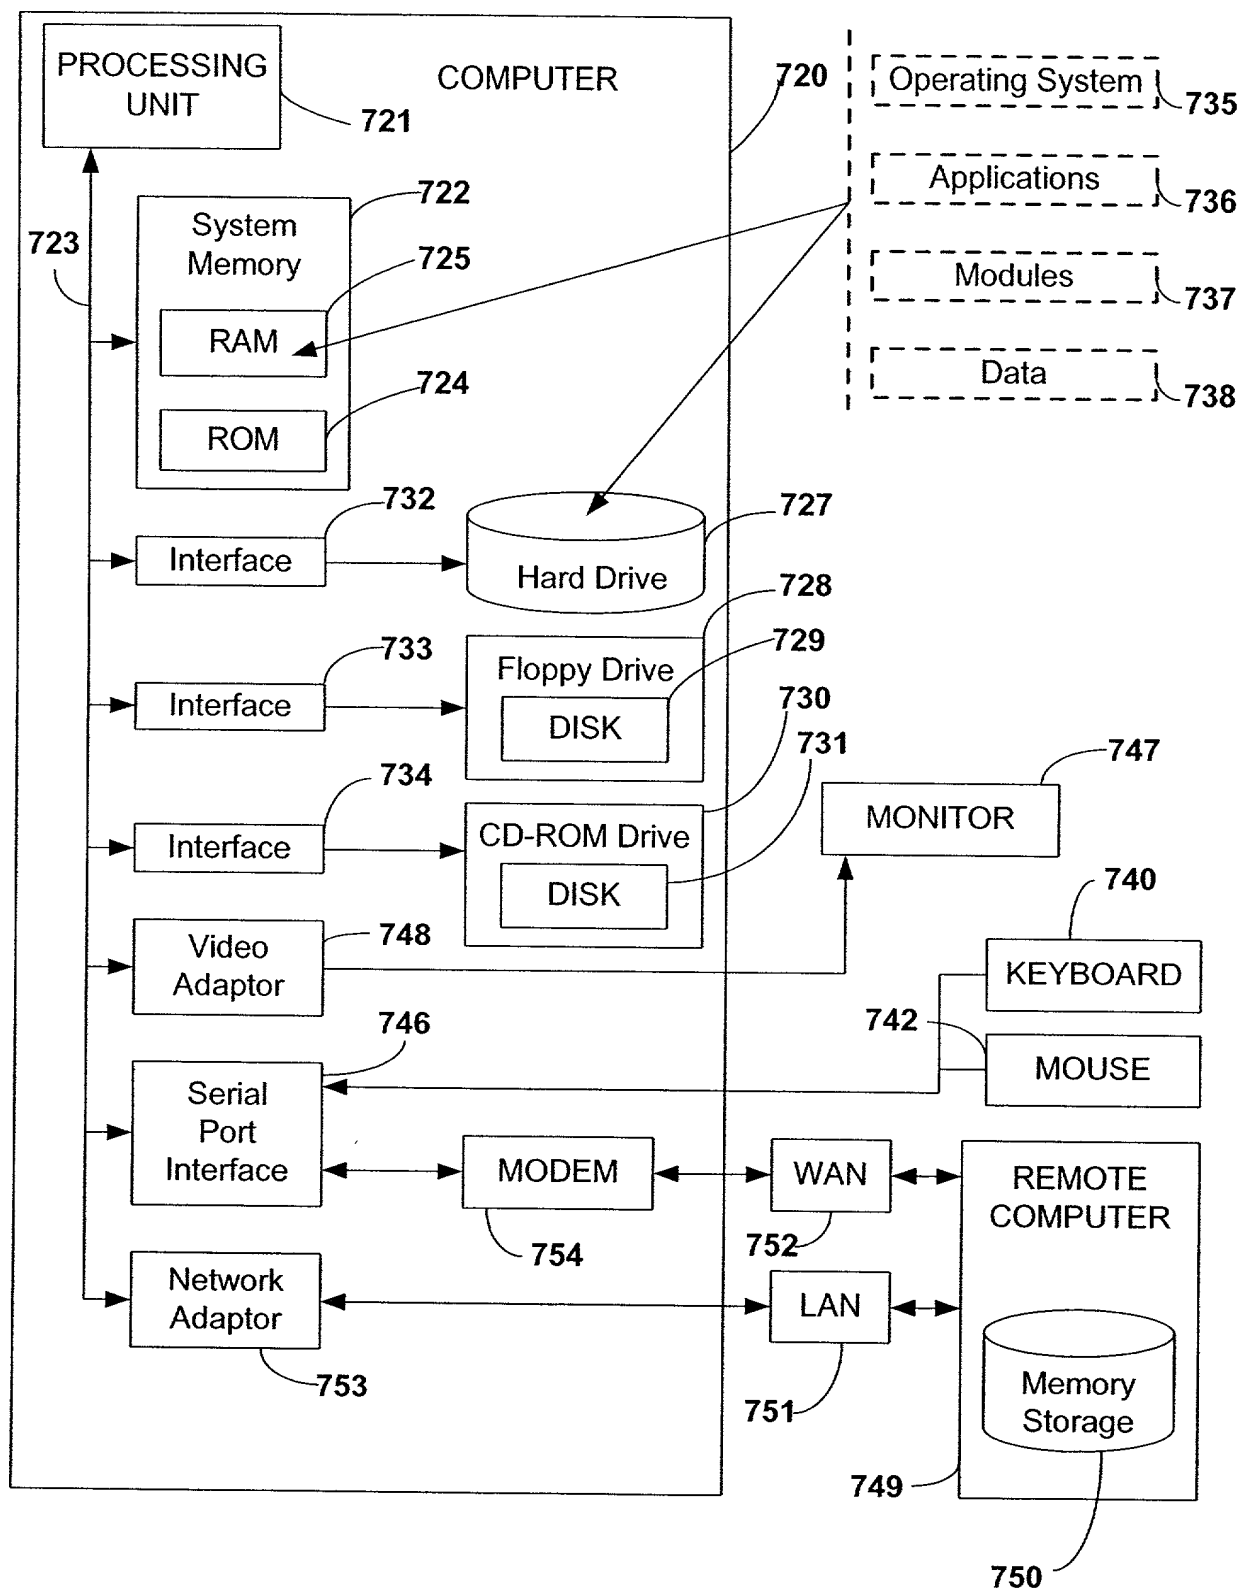 PROCESSING
UNIT
721
COMPUTER
720
Operating System
735
Applications
736
Modules
737
Data
738
723
System
Memory
722
RAM
725
ROM
724
Interface
732
Hard Drive
727
Interface
733
Floppy Drive
728
DISK
729
Interface
734
CD-ROM Drive
730
DISK
731
MONITOR
747
Video
Adaptor
748
KEYBOARD
740
MOUSE
742
Serial
Port
Interface
746
MODEM
754
WAN
752
REMOTE
COMPUTER
749
Network
Adaptor
753
LAN
751
Memory
Storage
750